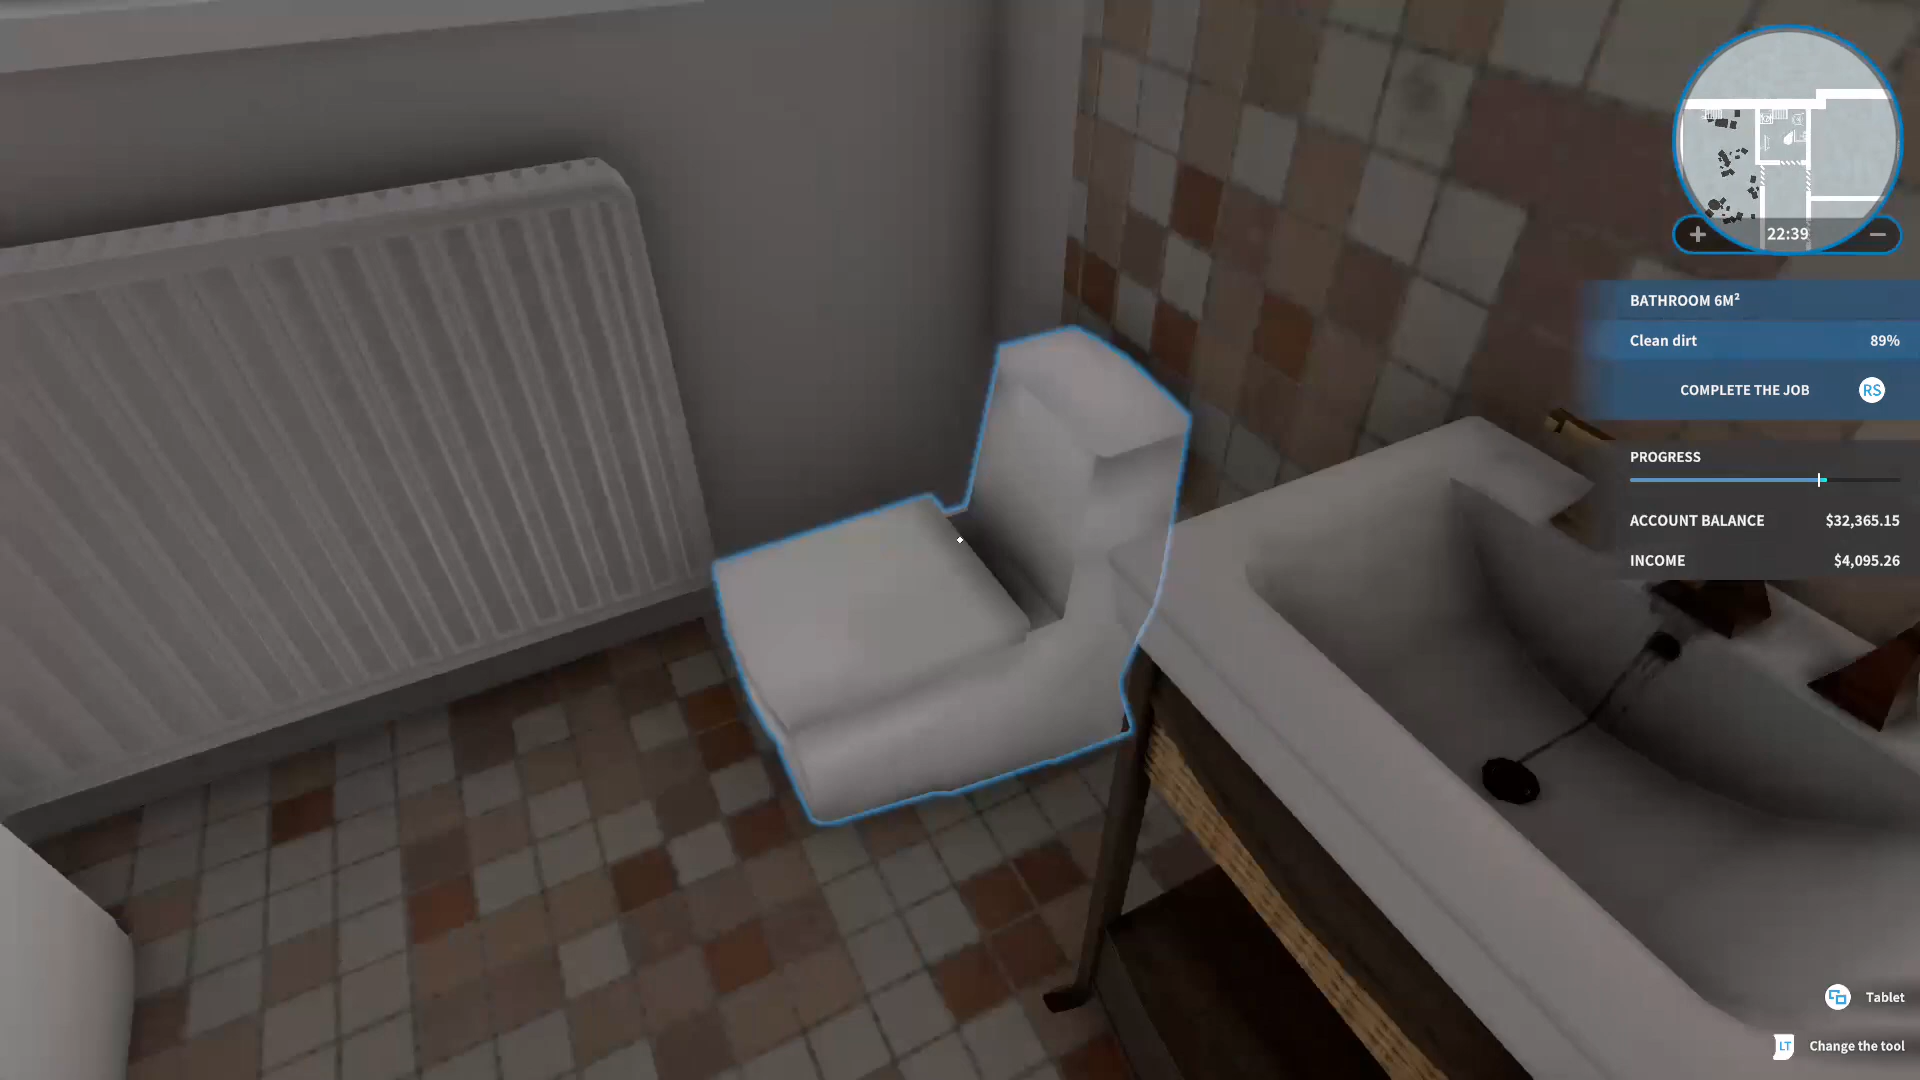 22:39
BATHROOM 6M²
Clean dirt 89%
COMPLETE THE JOB RS
PROGRESS
ACCOUNT BALANCE $32,365.15
INCOME $4,095.26
Tablet
LT Change the tool